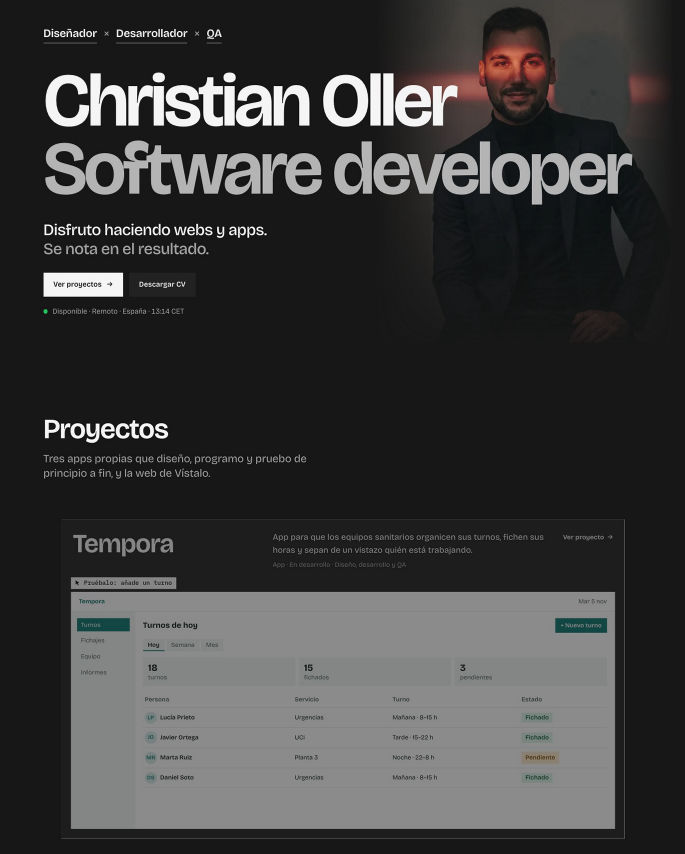 Diseñador × Desarrollador × QA
Christian Oller
Software developer
Disfruto haciendo webs y apps.
Se nota en el resultado.
Ver proyectos →
Descargar CV
Disponible · Remoto · España · 13:14 CET
Proyectos
Tres apps propias que diseño, programo y pruebo de
principio a fin, y la web de Vístalo.
Tempora
App para que los equipos sanitarios organicen sus turnos, fichen sus
horas y sepan de un vistazo quién está trabajando.
App · En desarrollo · Diseño, desarrollo y QA
Ver proyecto →
Pruébalo: añade un turno
Tempora
Mar 5 nov
Turnos
Fichajes
Equipo
Informes
Turnos de hoy
+ Nuevo turno
Hoy Semana Mes
18
turnos
15
fichados
3
pendientes
Persona Servicio Turno Estado
LP Lucía Prieto Urgencias Mañana · 8–15 h Fichado
JO Javier Ortega UCI Tarde · 15–22 h Fichado
MR Marta Ruiz Planta 3 Noche · 22–8 h Pendiente
DS Daniel Soto Urgencias Mañana · 8–15 h Fichado